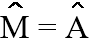 M̂ = Â